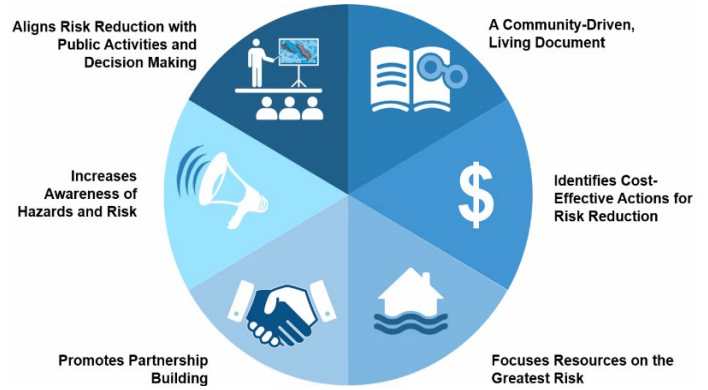 Aligns Risk Reduction with
Public Activities and
Decision Making
A Community-Driven,
Living Document
Increases
Awareness of
Hazards and Risk
$
Identifies Cost-
Effective Actions for
Risk Reduction
Promotes Partnership
Building
Focuses Resources on the
Greatest Risk